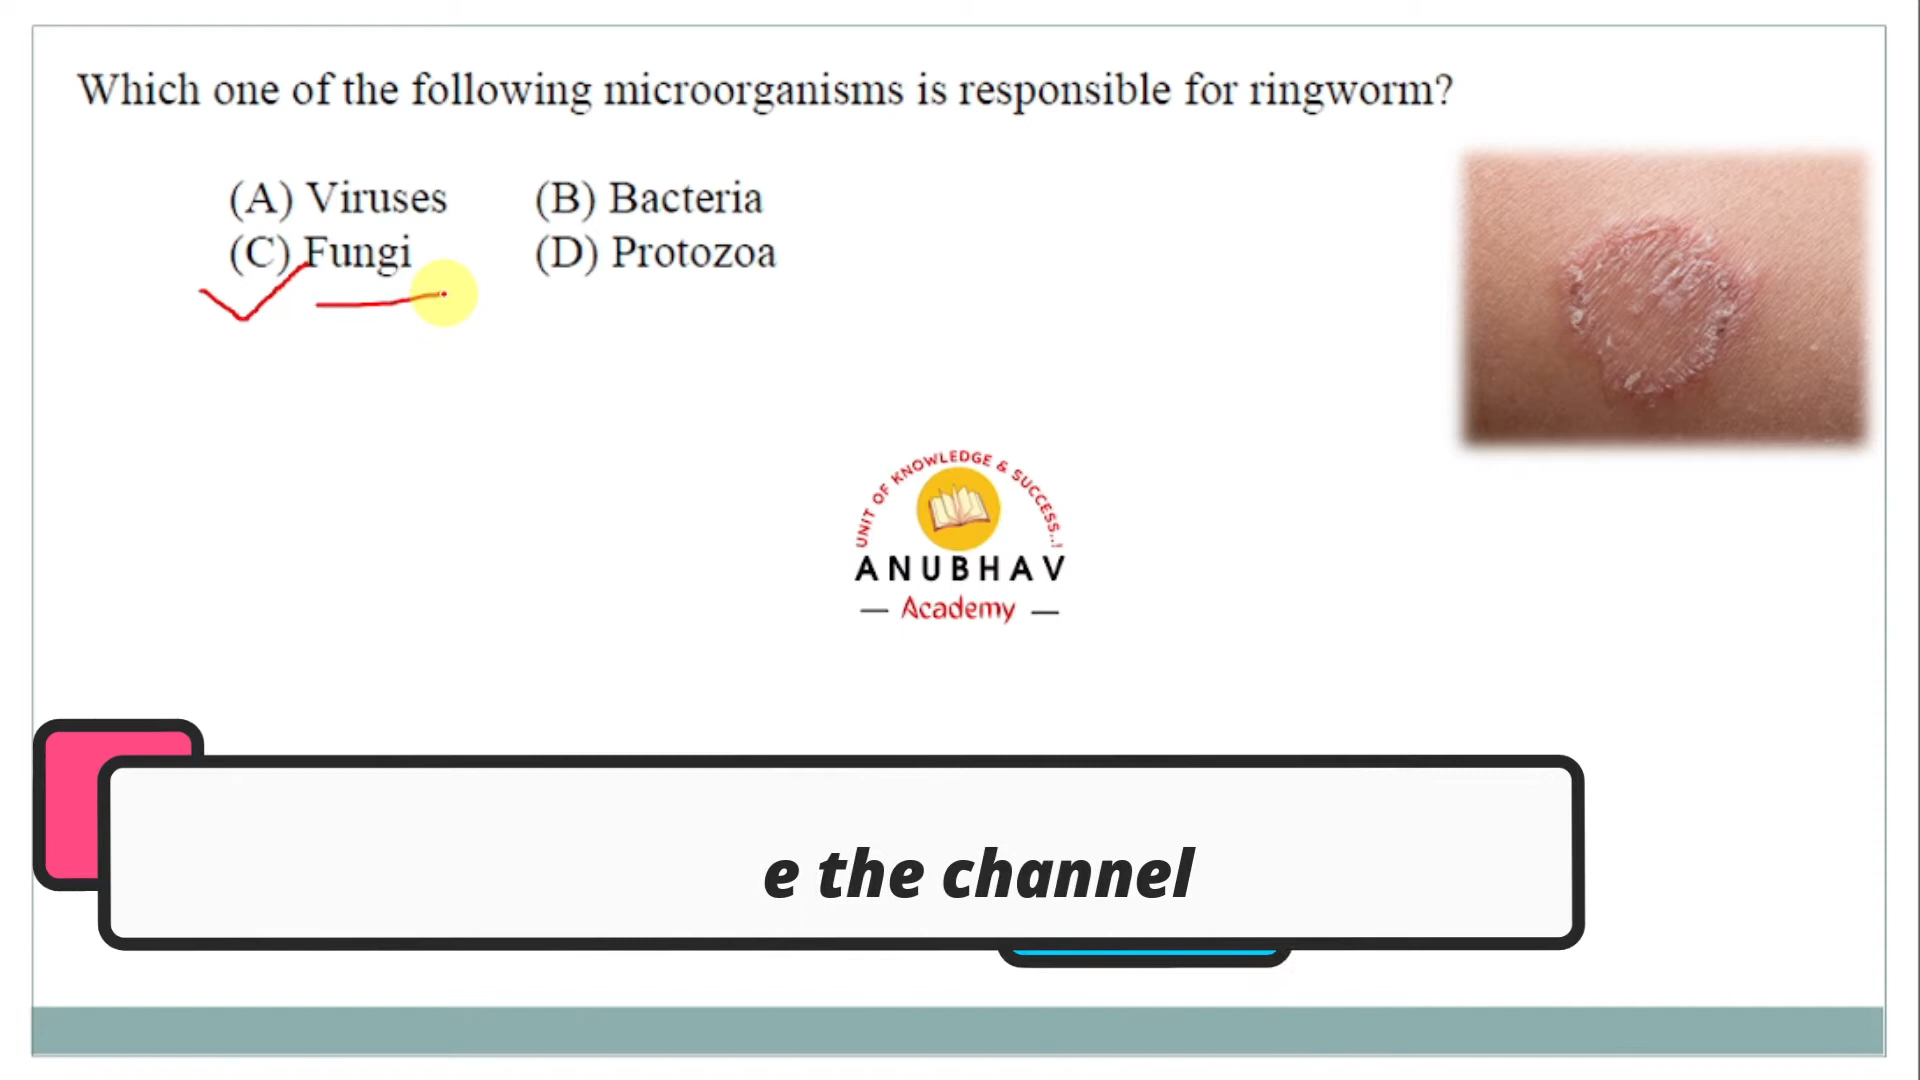 Which one of the following microorganisms is responsible for ringworm?
(A) Viruses (B) Bacteria
(C) Fungi (D) Protozoa
UNIT OF KNOWLEDGE & SUCCESS..!
ANUBHAV
— Academy —
e the channel